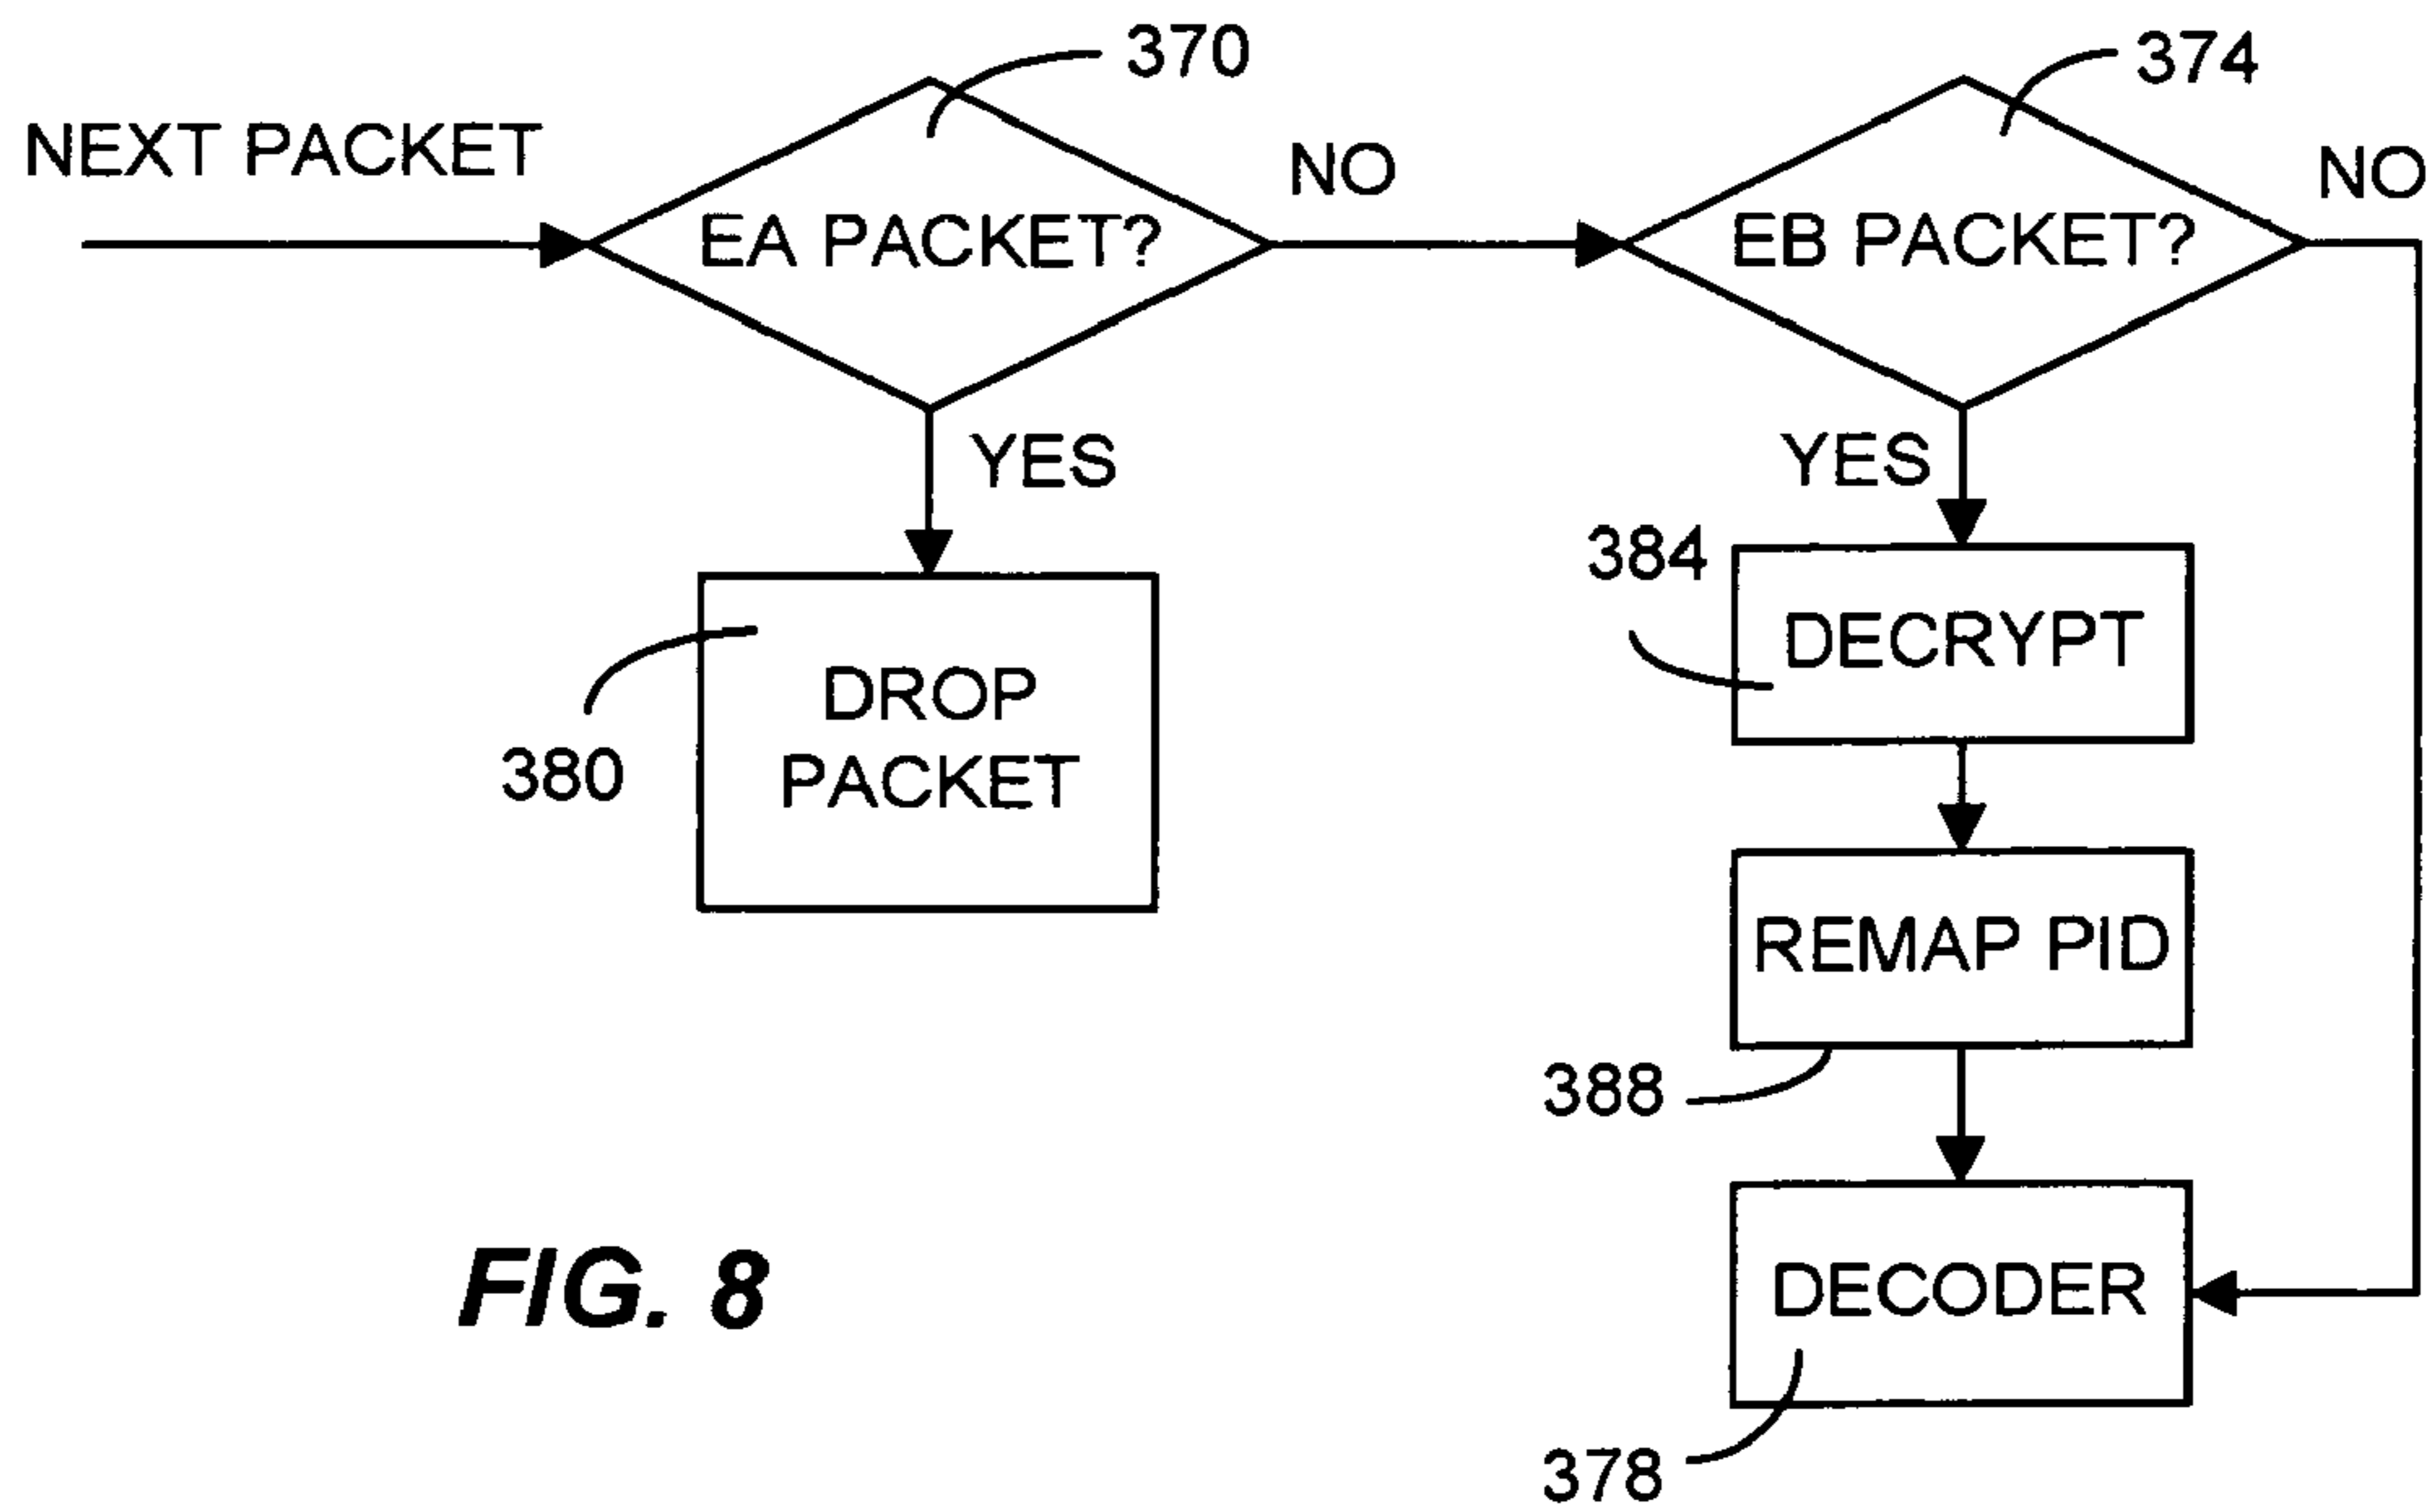 370
374
NEXT PACKET
NO
NO
EA PACKET?
EB PACKET?
YES
YES
384
DECRYPT
DROP
PACKET
380
REMAP PID
388
DECODER
FIG. 8
378